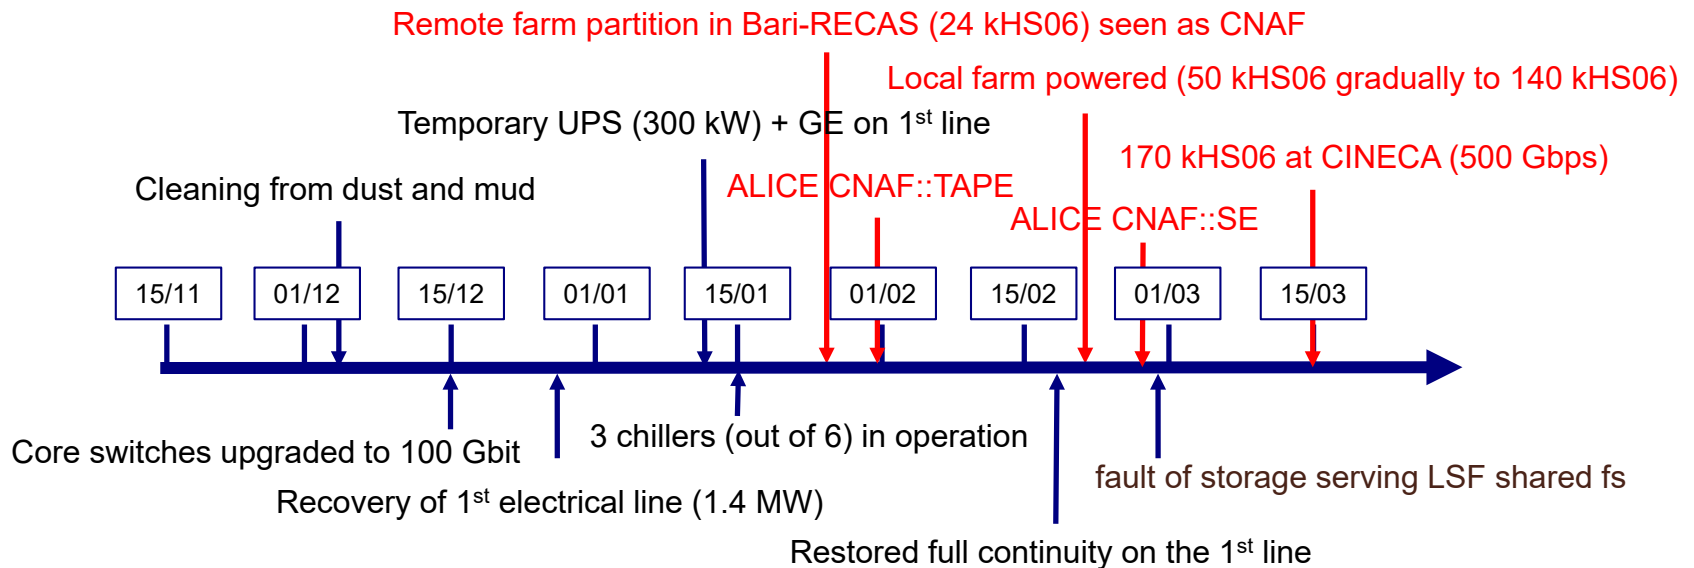 Remote farm partition in Bari-RECAS (24 kHS06) seen as CNAF
Local farm powered (50 kHS06 gradually to 140 kHS06)
Temporary UPS (300 kW) + GE on 1st line
170 kHS06 at CINECA (500 Gbps)
Cleaning from dust and mud
ALICE CNAF::TAPE
ALICE CNAF::SE
15/11
01/12
15/12
01/01
15/01
01/02
15/02
01/03
15/03
Core switches upgraded to 100 Gbit
3 chillers (out of 6) in operation
fault of storage serving LSF shared fs
Recovery of 1st electrical line (1.4 MW)
Restored full continuity on the 1st line